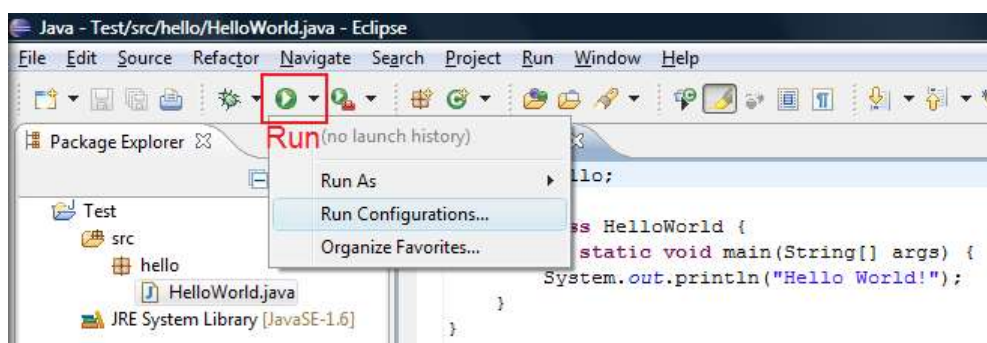 Java - Test/src/hello/HelloWorld.java - Eclipse
File Edit Source Refactor Navigate Search Project Run Window Help
Run
(no launch history)
Package Explorer
Run As
Run Configurations...
Organize Favorites...
Test
src
hello
HelloWorld.java
JRE System Library [JavaSE-1.6]
llo;
ss HelloWorld {
static void main(String[] args) {
System.out.println("Hello World!");
}
}